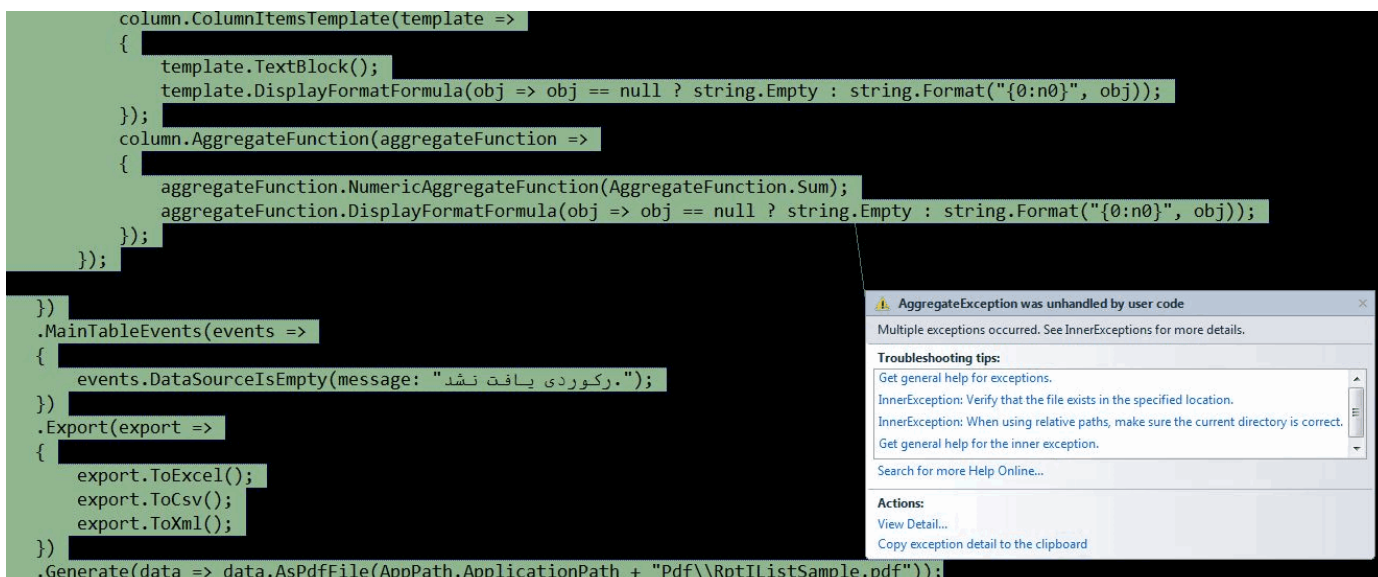 column.ColumnItemsTemplate(template =>
{
template.TextBlock();
template.DisplayFormatFormula(obj => obj == null ? string.Empty : string.Format("{0:n0}", obj));
});
column.AggregateFunction(aggregateFunction =>
{
aggregateFunction.NumericAggregateFunction(AggregateFunction.Sum);
aggregateFunction.DisplayFormatFormula(obj => obj == null ? string.Empty : string.Format("{0:n0}", obj));
});
});
})
.MainTableEvents(events =>
{
events.DataSourceIsEmpty(message: "رکوردی یافت نشد.");
})
.Export(export =>
{
export.ToExcel();
export.ToCsv();
export.ToXml();
})
.Generate(data => data.AsPdfFile(AppPath.ApplicationPath + "Pdf\\RptIListSample.pdf"));
AggregateException was unhandled by user code
Multiple exceptions occurred. See InnerExceptions for more details.
Troubleshooting tips:
Get general help for exceptions.
InnerException: Verify that the file exists in the specified location.
InnerException: When using relative paths, make sure the current directory is correct.
Get general help for the inner exception.
Search for more Help Online...
Actions:
View Detail...
Copy exception detail to the clipboard